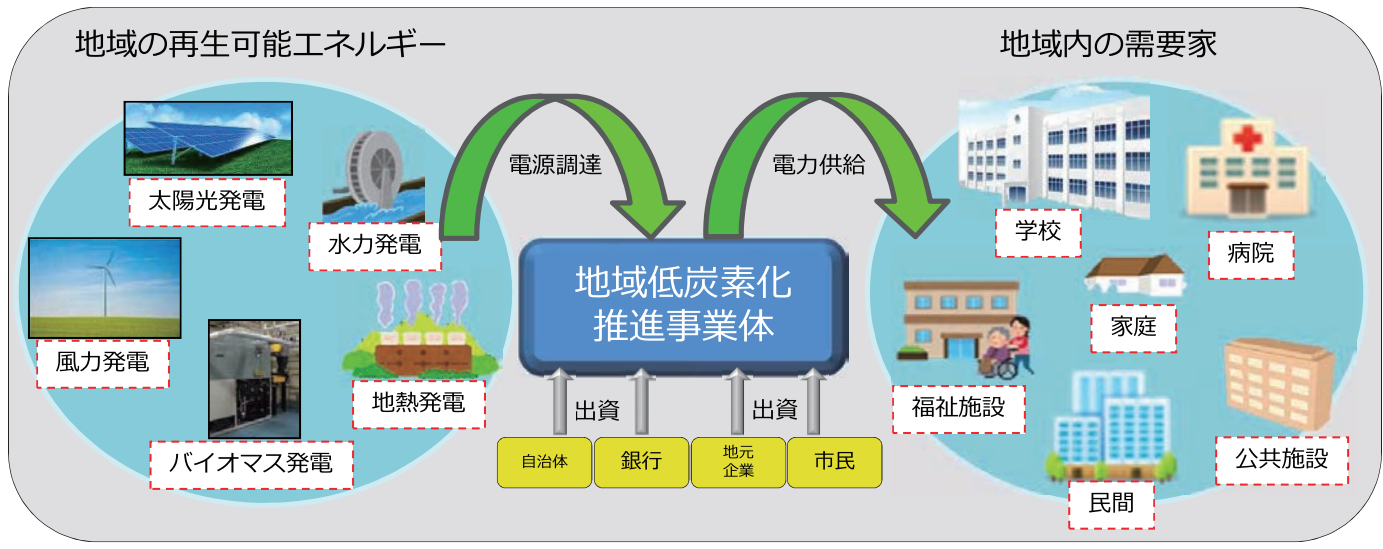 地域の再生可能エネルギー
地域内の需要家
太陽光発電
水力発電
風力発電
バイオマス発電
地熱発電
電源調達
電力供給
地域低炭素化
推進事業体
出資
出資
自治体
銀行
地元
企業
市民
学校
病院
家庭
福祉施設
公共施設
民間